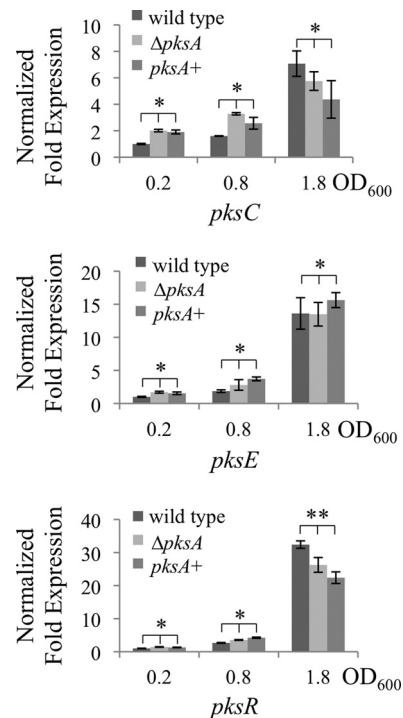 Normalized
Fold Expression
10
8
6
4
2
0
wild type
ΔpksA
pksA+
*
*
*
0.2 0.8 1.8 OD600
pksC
Normalized
Fold Expression
20
15
10
5
0
wild type
ΔpksA
pksA+
*
*
*
0.2 0.8 1.8 OD600
pksE
Normalized
Fold Expression
40
30
20
10
0
wild type
ΔpksA
pksA+
*
*
**
0.2 0.8 1.8 OD600
pksR